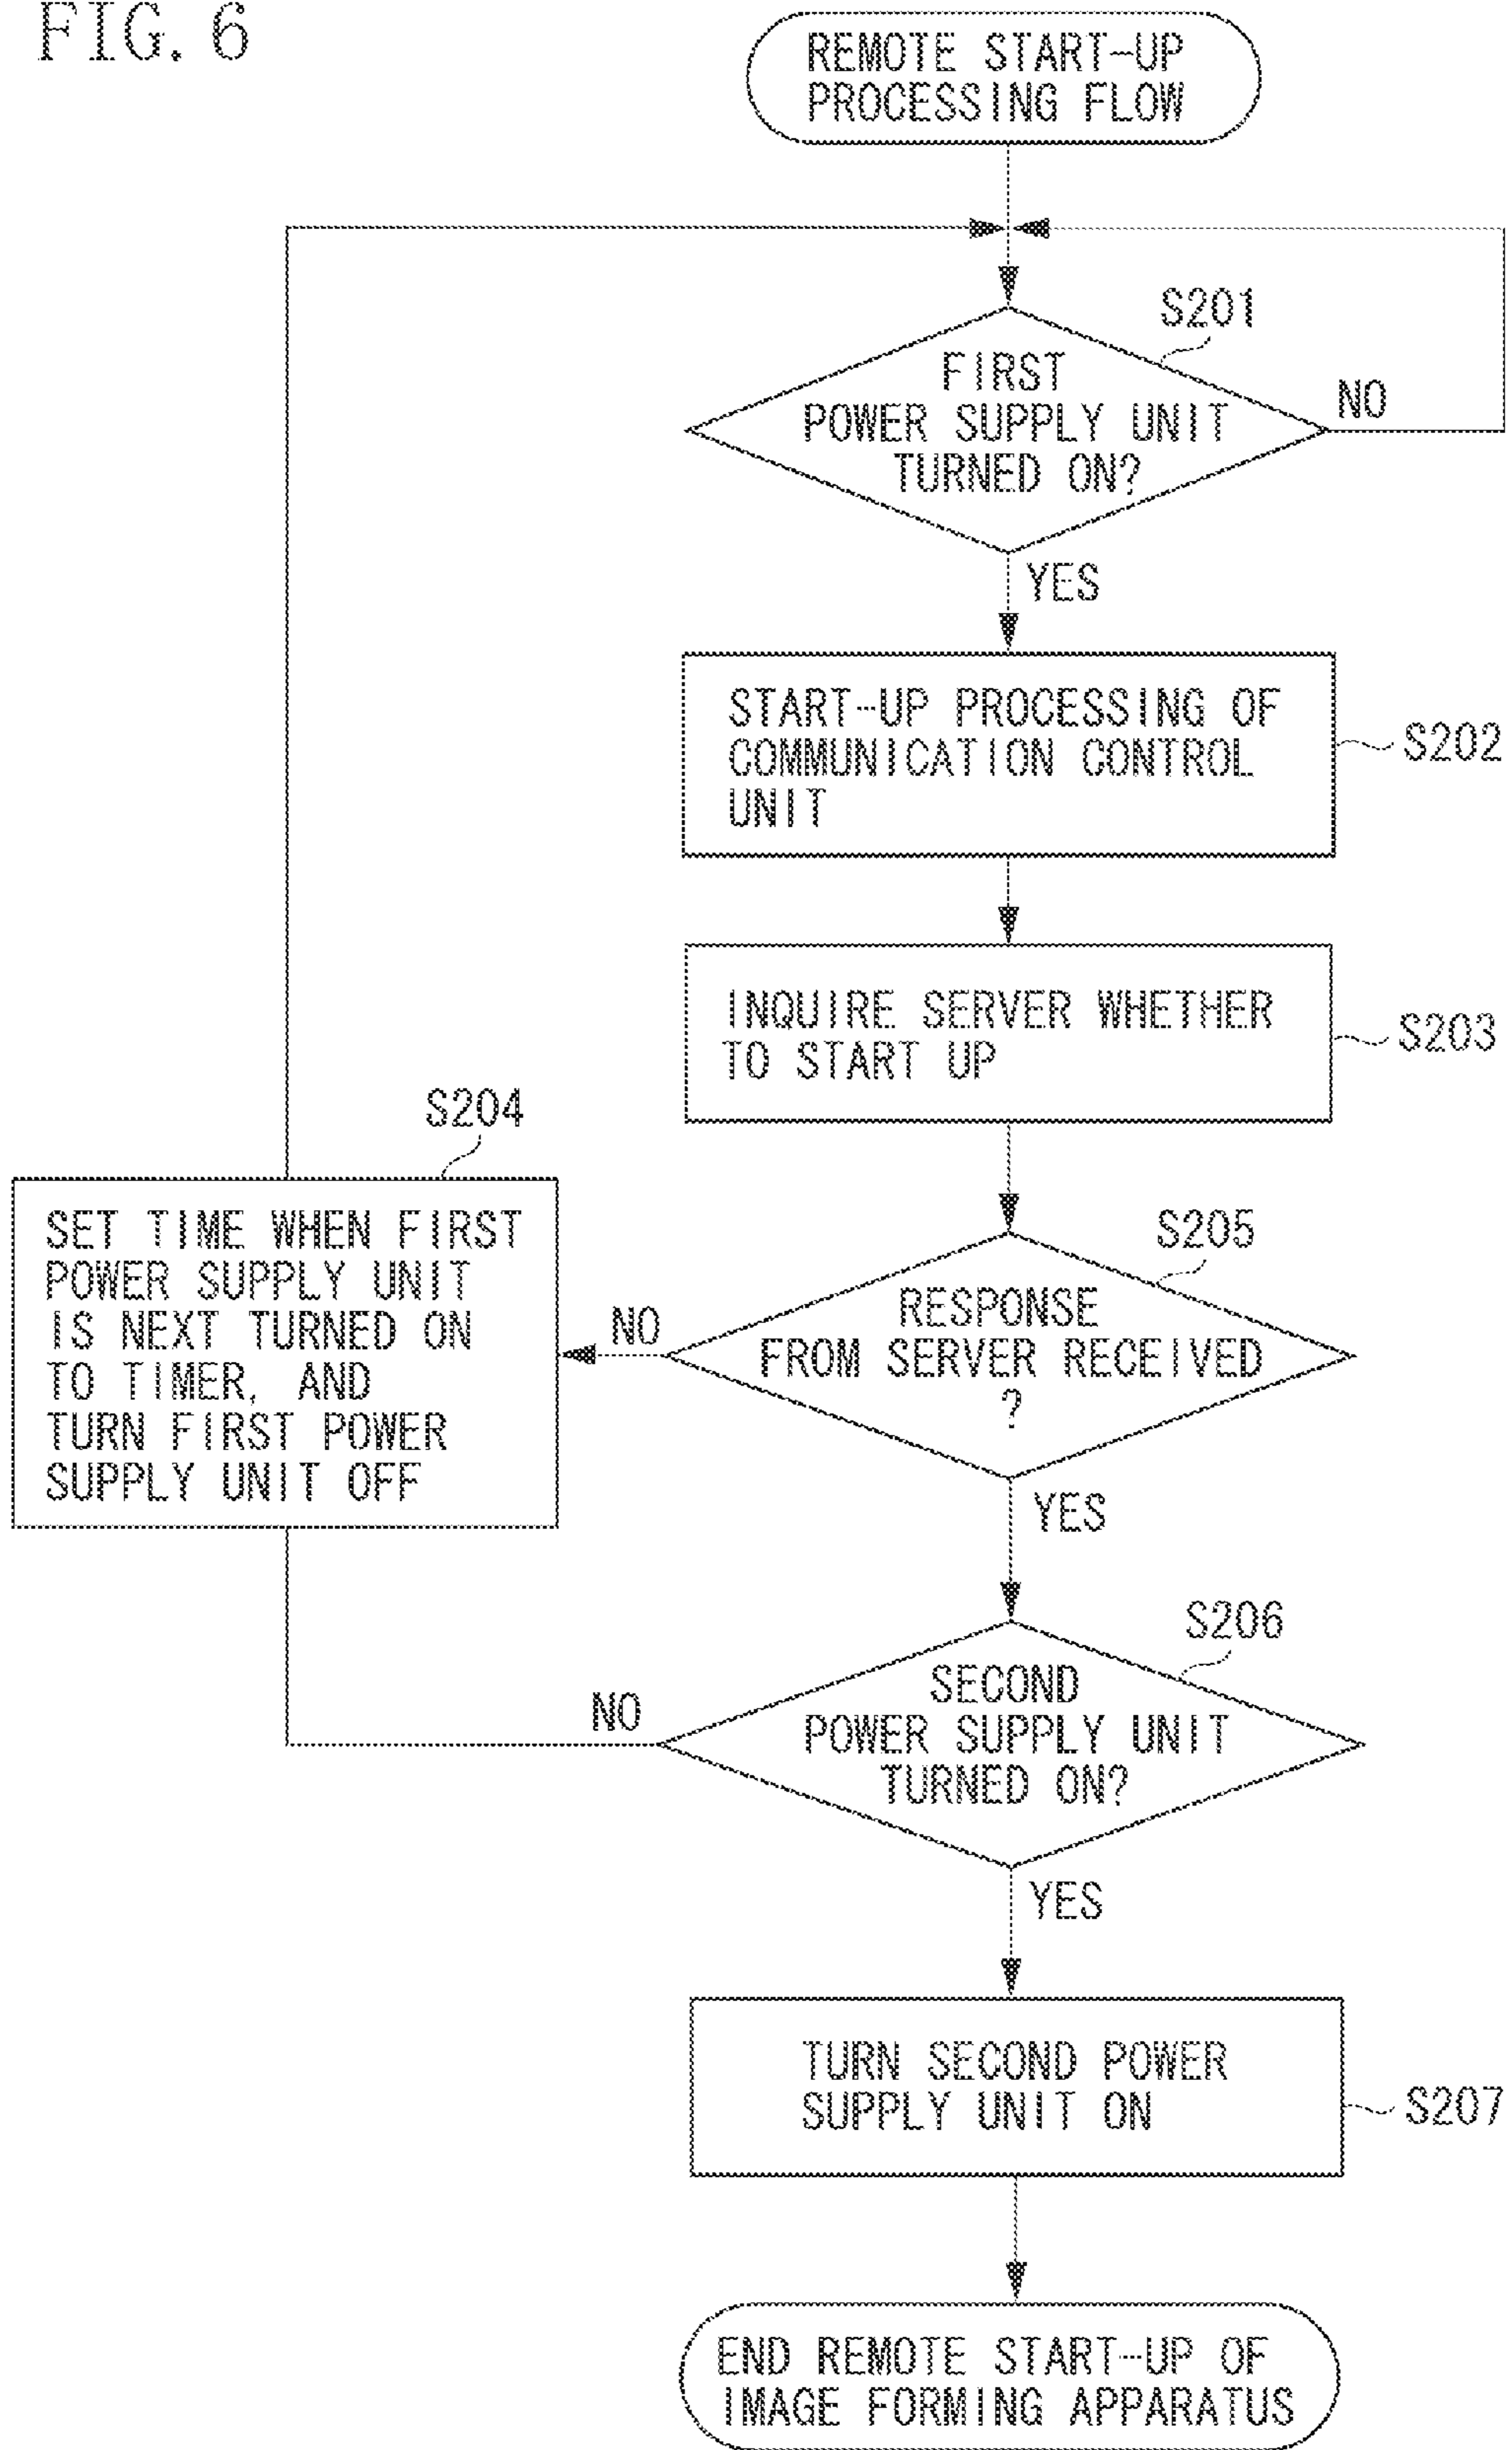 FIG. 6
REMOTE START-UP
PROCESSING FLOW
S201
FIRST
POWER SUPPLY UNIT
TURNED ON?
NO
YES
START-UP PROCESSING OF
COMMUNICATION CONTROL
UNIT
S202
INQUIRE SERVER WHETHER
TO START UP
S203
S204
SET TIME WHEN FIRST
POWER SUPPLY UNIT
IS NEXT TURNED ON
TO TIMER, AND
TURN FIRST POWER
SUPPLY UNIT OFF
S205
RESPONSE
FROM SERVER RECEIVED
?
NO
YES
S206
SECOND
POWER SUPPLY UNIT
TURNED ON?
NO
YES
TURN SECOND POWER
SUPPLY UNIT ON
S207
END REMOTE START-UP OF
IMAGE FORMING APPARATUS